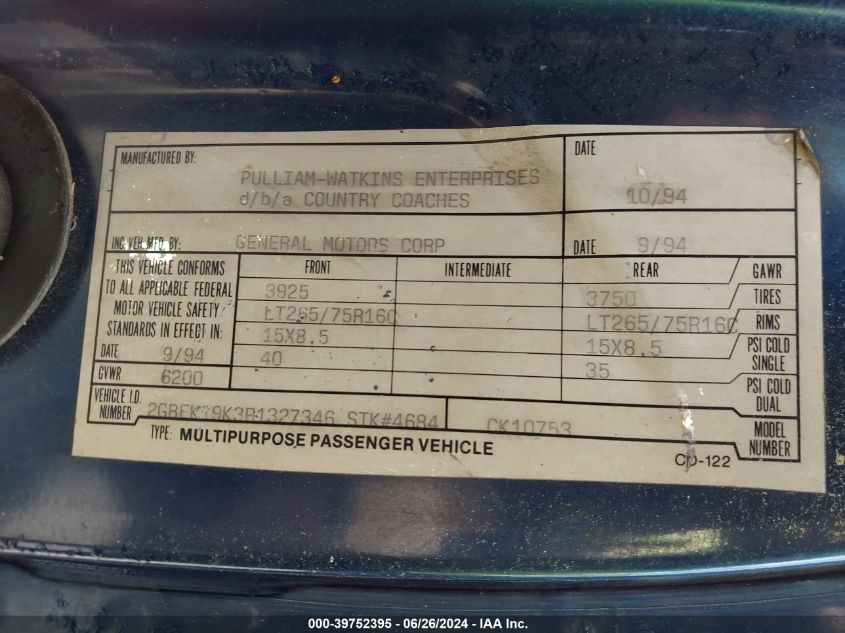 MANUFACTURED BY:
PULLIAM-WATKINS ENTERPRISES
d/b/a COUNTRY COACHES
DATE
10/94
INC. VEH. MFD. BY: GENERAL MOTORS CORP
DATE 9/94
THIS VEHICLE CONFORMS
TO ALL APPLICABLE FEDERAL
MOTOR VEHICLE SAFETY
STANDARDS IN EFFECT IN:
DATE 9/94
GVWR 6200
FRONT INTERMEDIATE REAR GAWR
3925 3750 TIRES
LT265/75R16C LT265/75R16C RIMS
15X8.5 15X8.5 PSI COLD SINGLE
40 35 PSI COLD DUAL
VEHICLE I.D. NUMBER STK#4684 CK10753 MODEL NUMBER
TYPE: MULTIPURPOSE PASSENGER VEHICLE
CD-122
000-39752395 - 06/26/2024 - © IAA Inc.